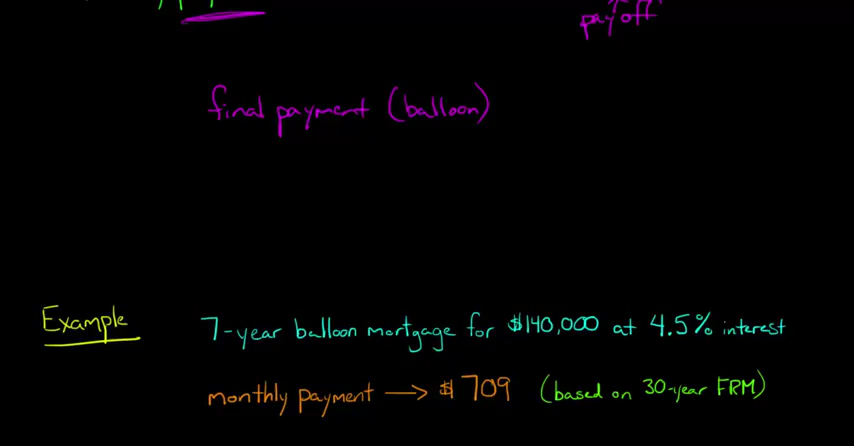 payoff
final payment (balloon)
Example
7-year balloon mortgage for $140,000 at 4.5% interest
monthly payment → $709 (based on 30-year FRM)